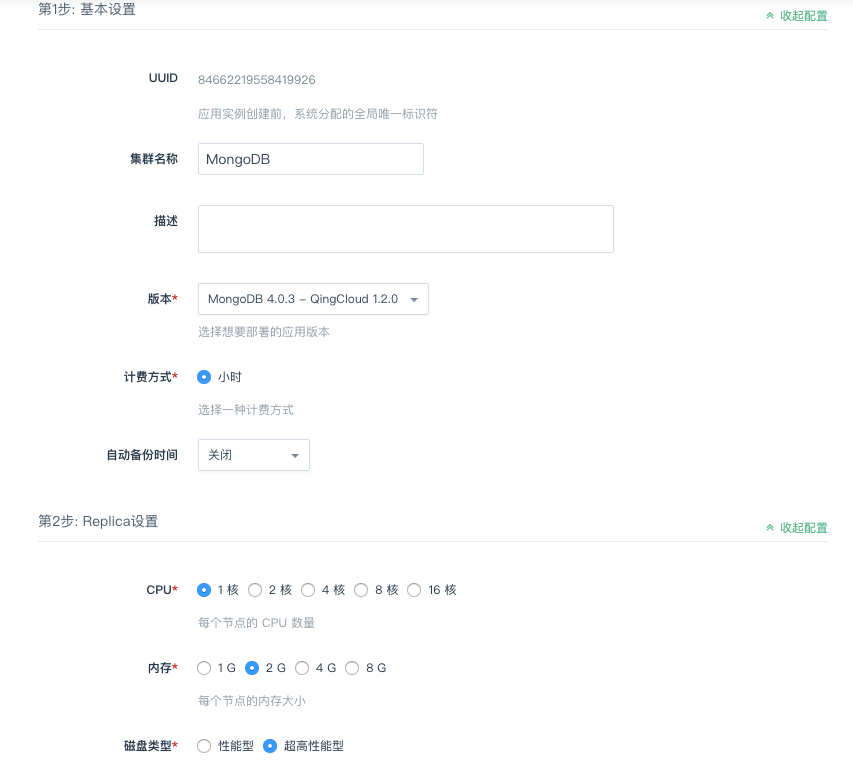 第1步: 基本设置
收起配置
UUID 84662219558419926
应用实例创建前，系统分配的全局唯一标识符
集群名称 MongoDB
描述
版本* MongoDB 4.0.3 – QingCloud 1.2.0
选择想要部署的应用版本
计费方式* 小时
选择一种计费方式
自动备份时间 关闭
第2步: Replica设置
收起配置
CPU* 1 核 2 核 4 核 8 核 16 核
每个节点的 CPU 数量
内存* 1 G 2 G 4 G 8 G
每个节点的内存大小
磁盘类型* 性能型 超高性能型